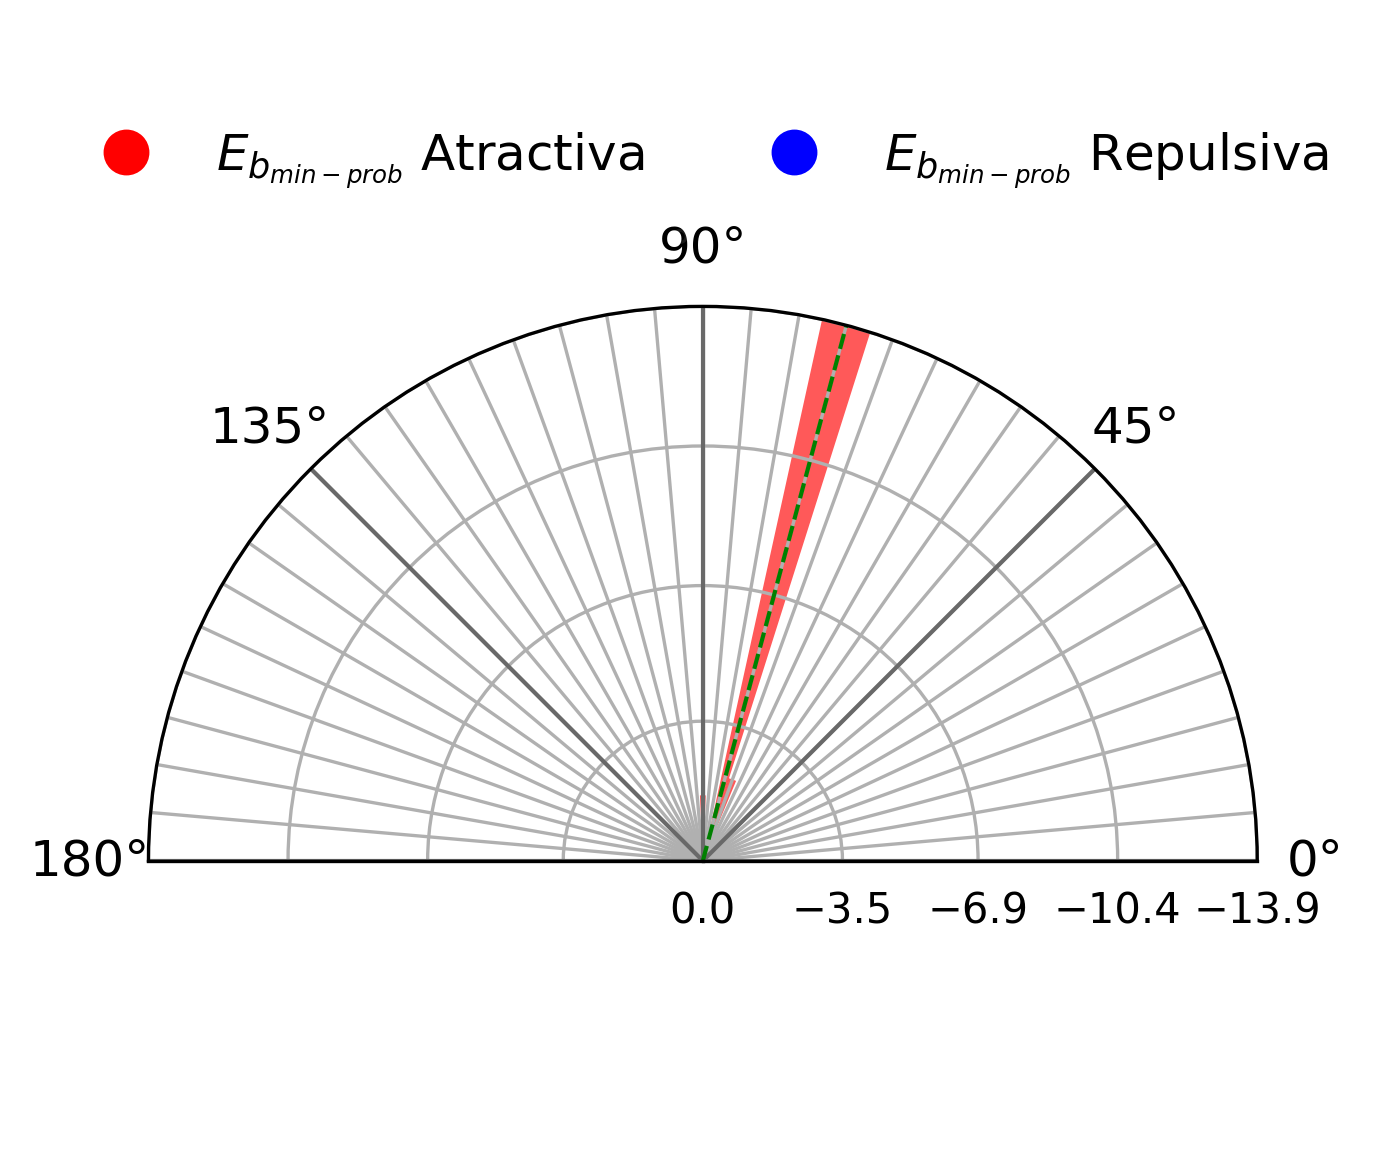 E_{b_{min-prob}} Atractiva E_{b_{min-prob}} Repulsiva
90°
135° 45°
180° 0°
0.0 −3.5 −6.9 −10.4 −13.9